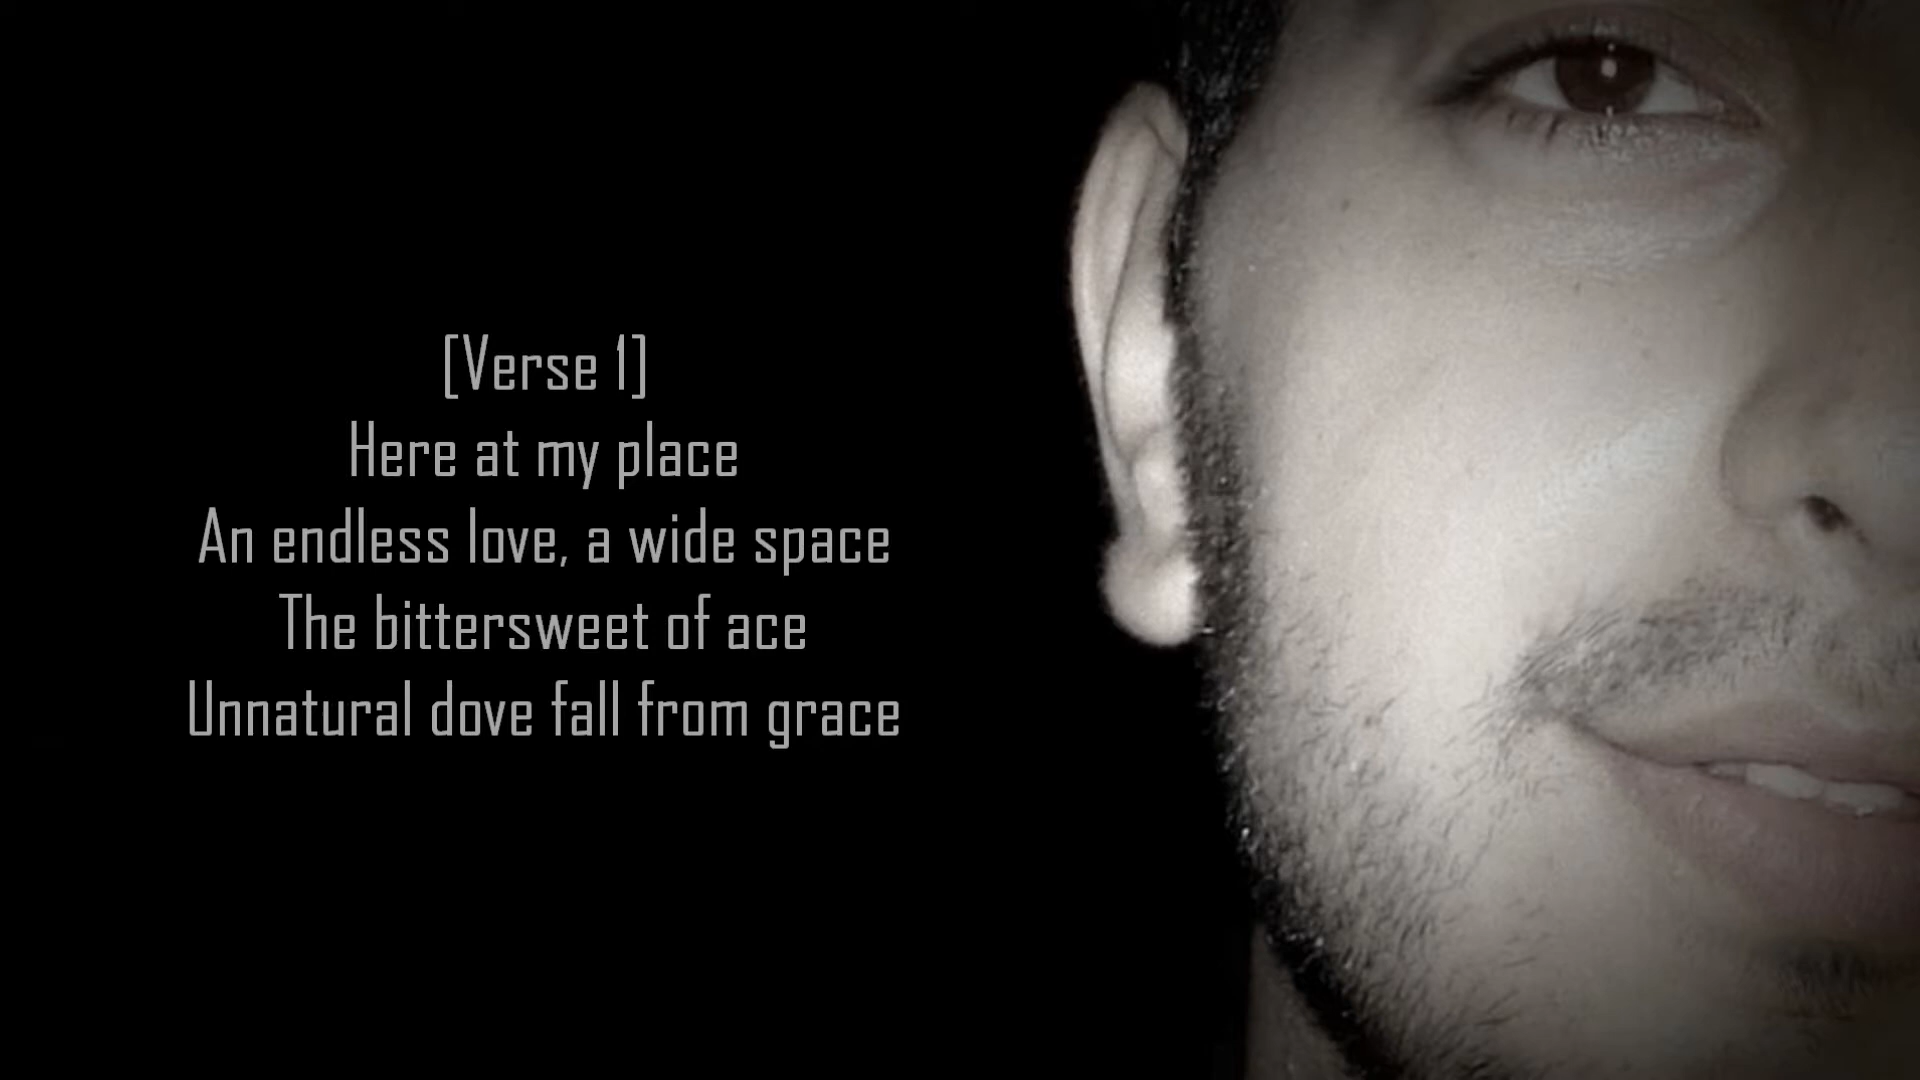 [Verse 1]
Here at my place
An endless love, a wide space
The bittersweet of ace
Unnatural dove fall from grace